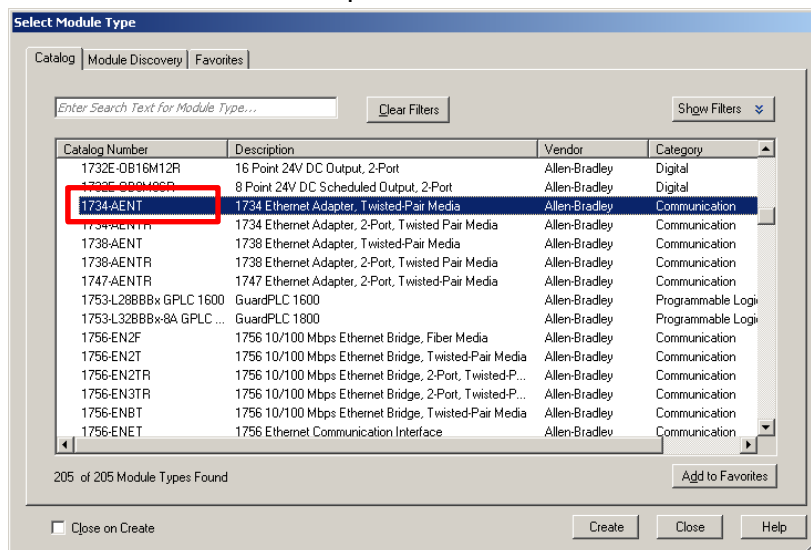 Select Module Type
Catalog Module Discovery Favorites
Enter Search Text for Module Type... Clear Filters Show Filters
Catalog Number Description Vendor Category
1732E-OB16M12R 16 Point 24V DC Output, 2-Port Allen-Bradley Digital
1732E-OB8M8SR 8 Point 24V DC Scheduled Output, 2-Port Allen-Bradley Digital
1734-AENT 1734 Ethernet Adapter, Twisted-Pair Media Allen-Bradley Communication
1734-AENTR 1734 Ethernet Adapter, 2-Port, Twisted-Pair Media Allen-Bradley Communication
1738-AENT 1738 Ethernet Adapter, Twisted-Pair Media Allen-Bradley Communication
1738-AENTR 1738 Ethernet Adapter, 2-Port, Twisted-Pair Media Allen-Bradley Communication
1747-AENTR 1747 Ethernet Adapter, 2-Port, Twisted-Pair Media Allen-Bradley Communication
1753-L28BBBx GPLC 1600 GuardPLC 1600 Allen-Bradley Programmable Logi
1753-L32BBBx-8A GPLC ... GuardPLC 1800 Allen-Bradley Programmable Logi
1756-EN2F 1756 10/100 Mbps Ethernet Bridge, Fiber Media Allen-Bradley Communication
1756-EN2T 1756 10/100 Mbps Ethernet Bridge, Twisted-Pair Media Allen-Bradley Communication
1756-EN2TR 1756 10/100 Mbps Ethernet Bridge, 2-Port, Twisted-P... Allen-Bradley Communication
1756-EN3TR 1756 10/100 Mbps Ethernet Bridge, 2-Port, Twisted-P... Allen-Bradley Communication
1756-ENBT 1756 10/100 Mbps Ethernet Bridge, Twisted-Pair Media Allen-Bradley Communication
1756-ENET 1756 Ethernet Communication Interface Allen-Bradley Communication
205 of 205 Module Types Found Add to Favorites
Close on Create Create Close Help